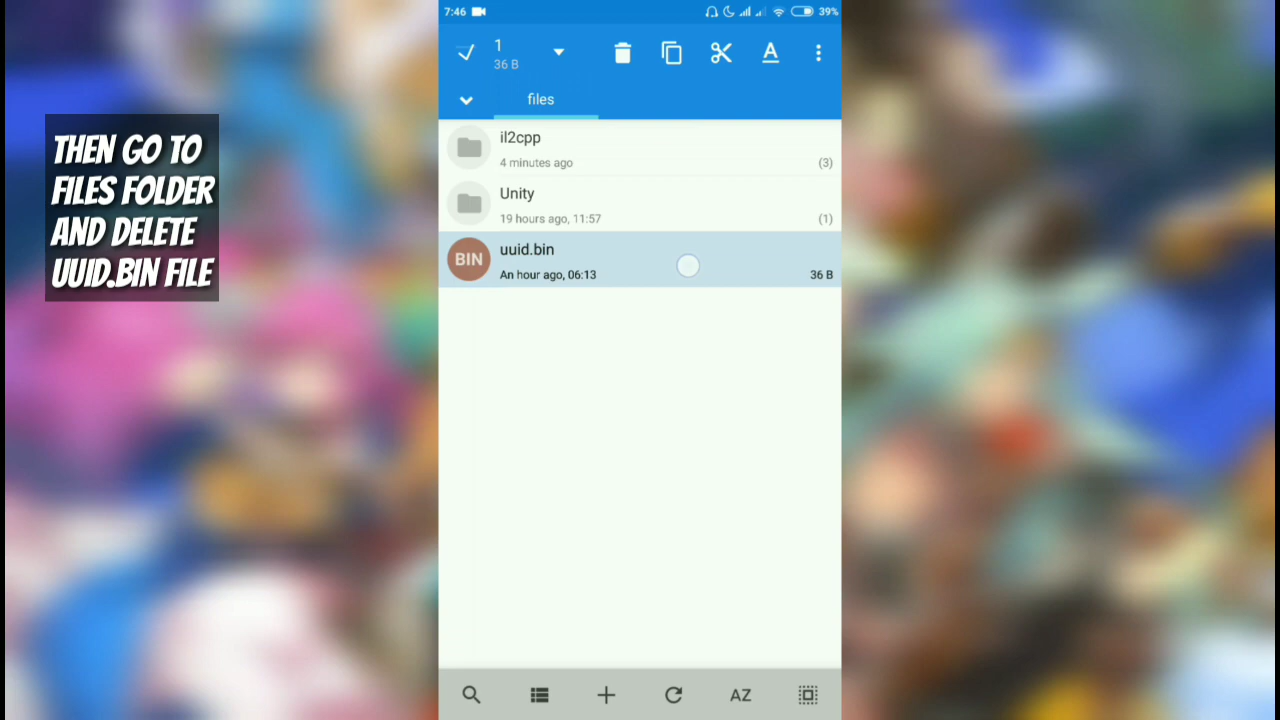 7:46
39%
1
36 B
A
files
THEN GO TO
FILES FOLDER
AND DELETE
UUID.BIN FILE
il2cpp
4 minutes ago
(3)
Unity
19 hours ago, 11:57
(1)
BIN
uuid.bin
An hour ago, 06:13
36 B
AZ